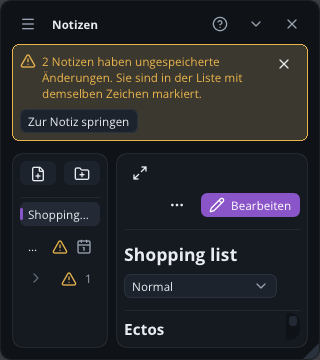 Notizen
2 Notizen haben ungespeicherte
Änderungen. Sie sind in der Liste mit
demselben Zeichen markiert.
Zur Notiz springen
Shopping...
...
1
... Bearbeiten
Shopping list
Normal
Ectos